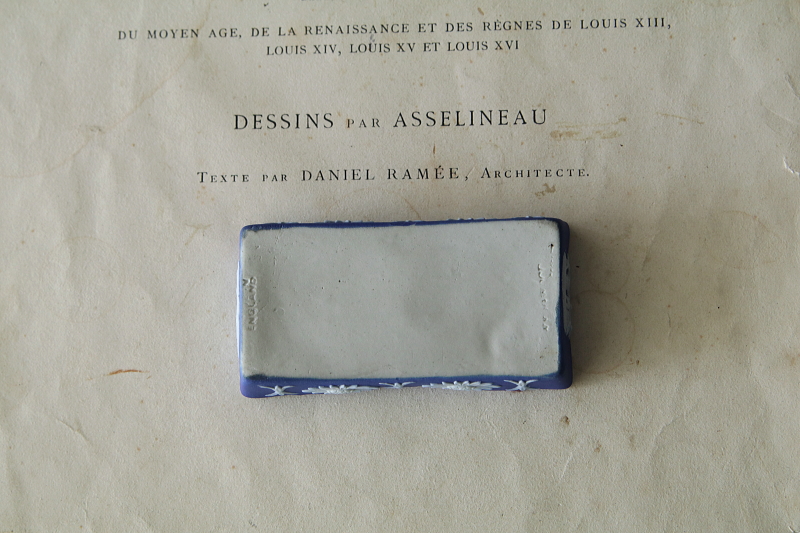 DU MOYEN AGE, DE LA RENAISSANCE ET DES RÈGNES DE LOUIS XIII,
LOUIS XIV, LOUIS XV ET LOUIS XVI
DESSINS PAR ASSELINEAU
TEXTE PAR DANIEL RAMÉE, ARCHITECTE.
ENGLAND